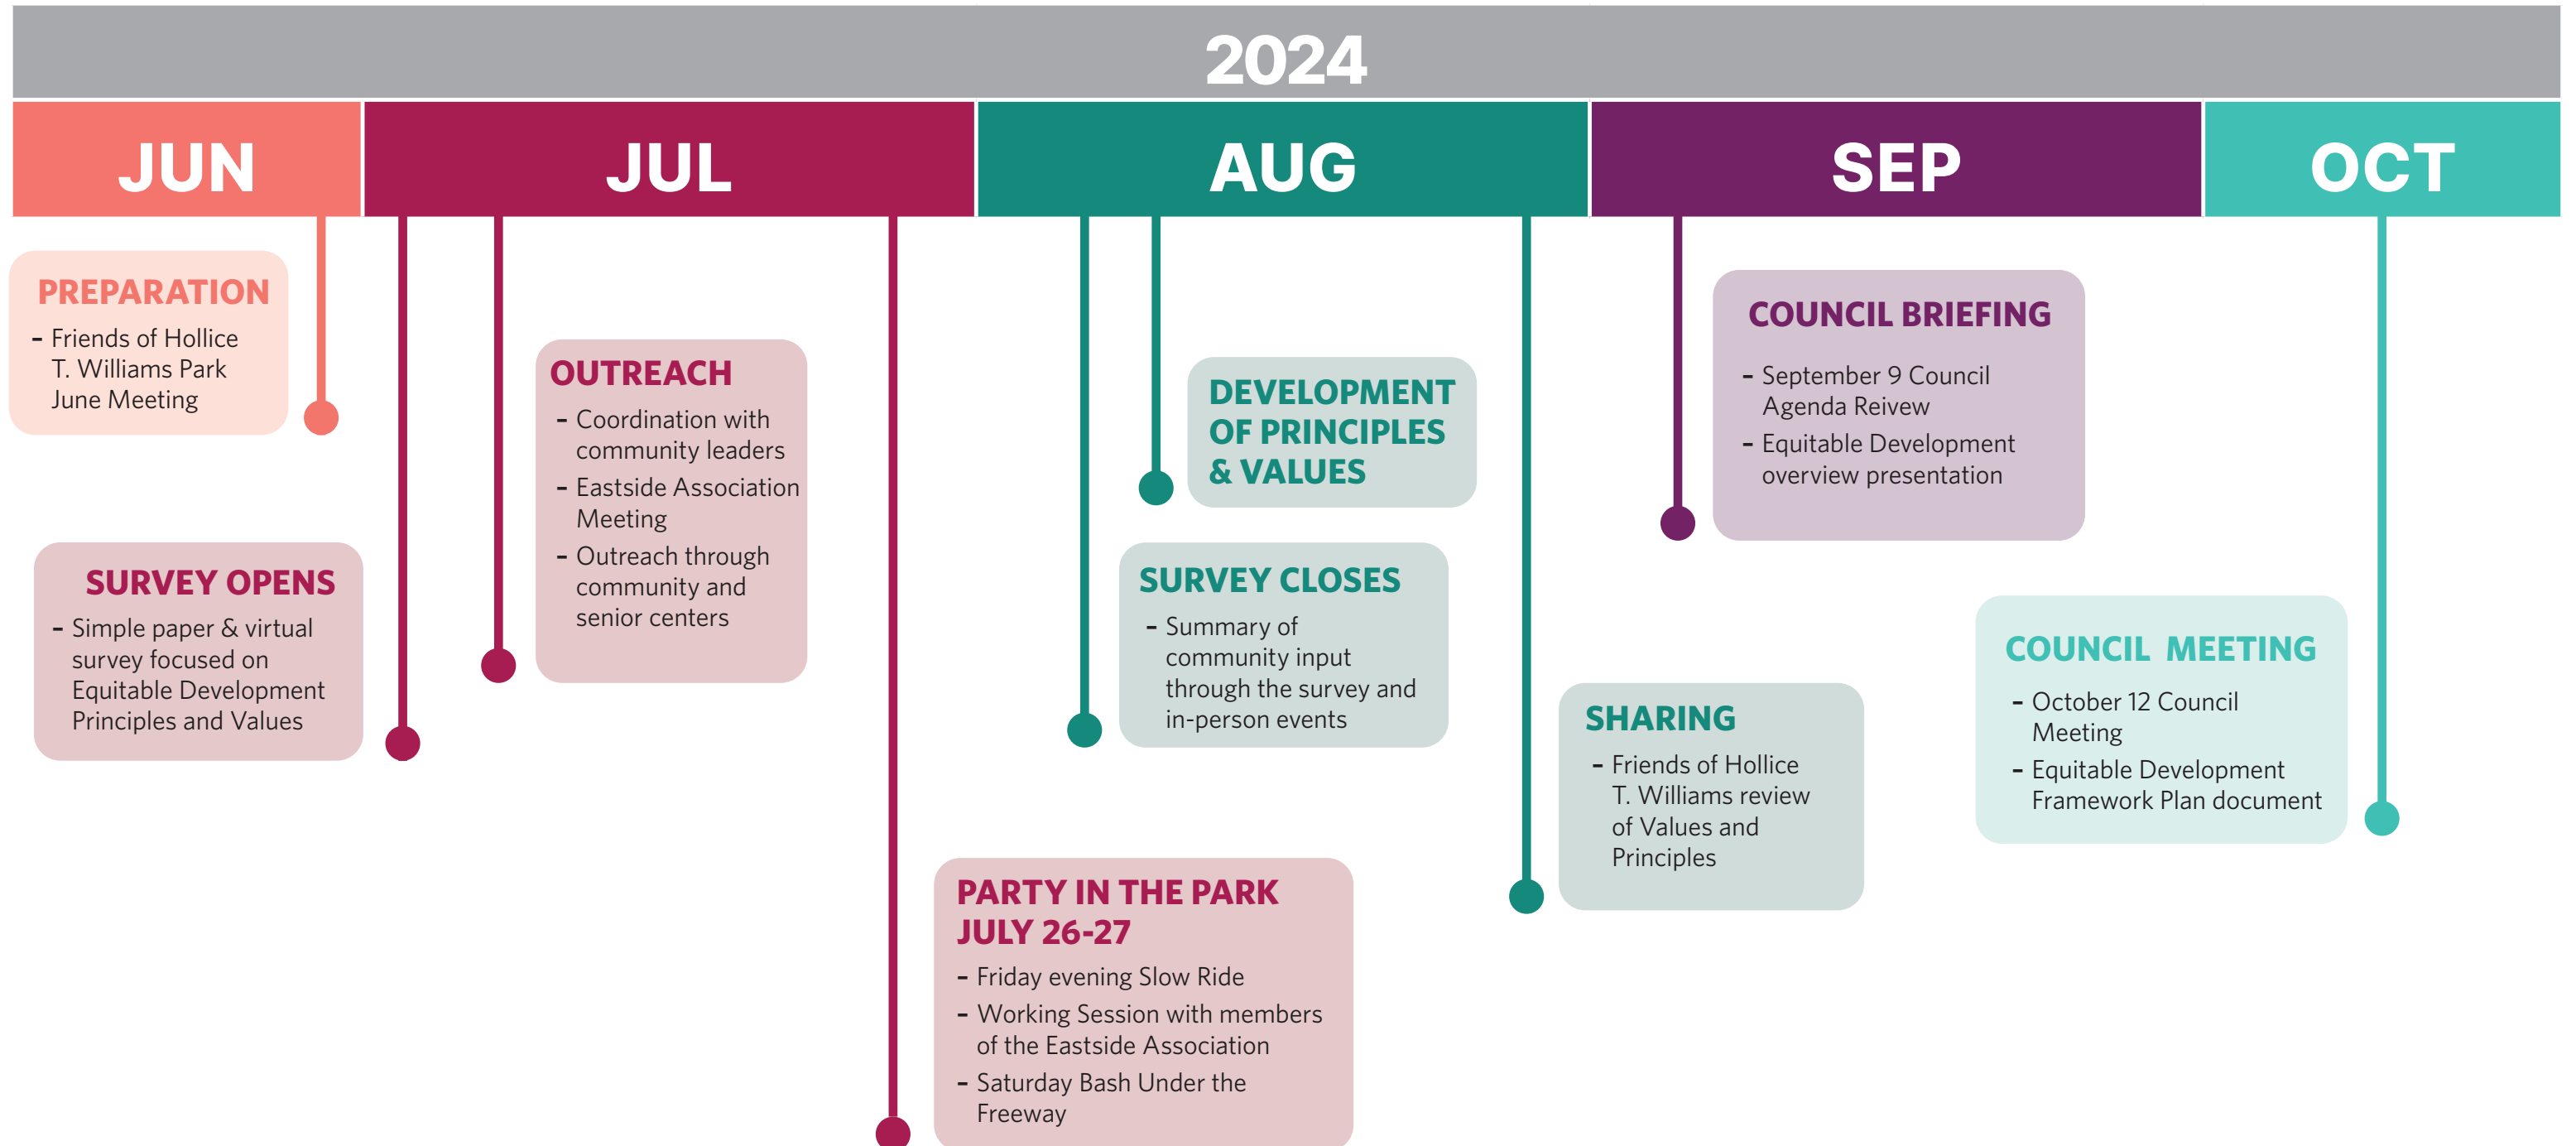 2024
JUN
JUL
AUG
SEP
OCT
PREPARATION
- Friends of Hollice
T. Williams Park
June Meeting
SURVEY OPENS
- Simple paper & virtual
survey focused on
Equitable Development
Principles and Values
OUTREACH
- Coordination with
community leaders
- Eastside Association
Meeting
- Outreach through
community and
senior centers
PARTY IN THE PARK
JULY 26-27
- Friday evening Slow Ride
- Working Session with members
of the Eastside Association
- Saturday Bash Under the
Freeway
SURVEY CLOSES
- Summary of
community input
through the survey and
in-person events
DEVELOPMENT
OF PRINCIPLES
& VALUES
SHARING
- Friends of Hollice
T. Williams review
of Values and
Principles
COUNCIL BRIEFING
- September 9 Council
Agenda Reivew
- Equitable Development
overview presentation
COUNCIL MEETING
- October 12 Council
Meeting
- Equitable Development
Framework Plan document